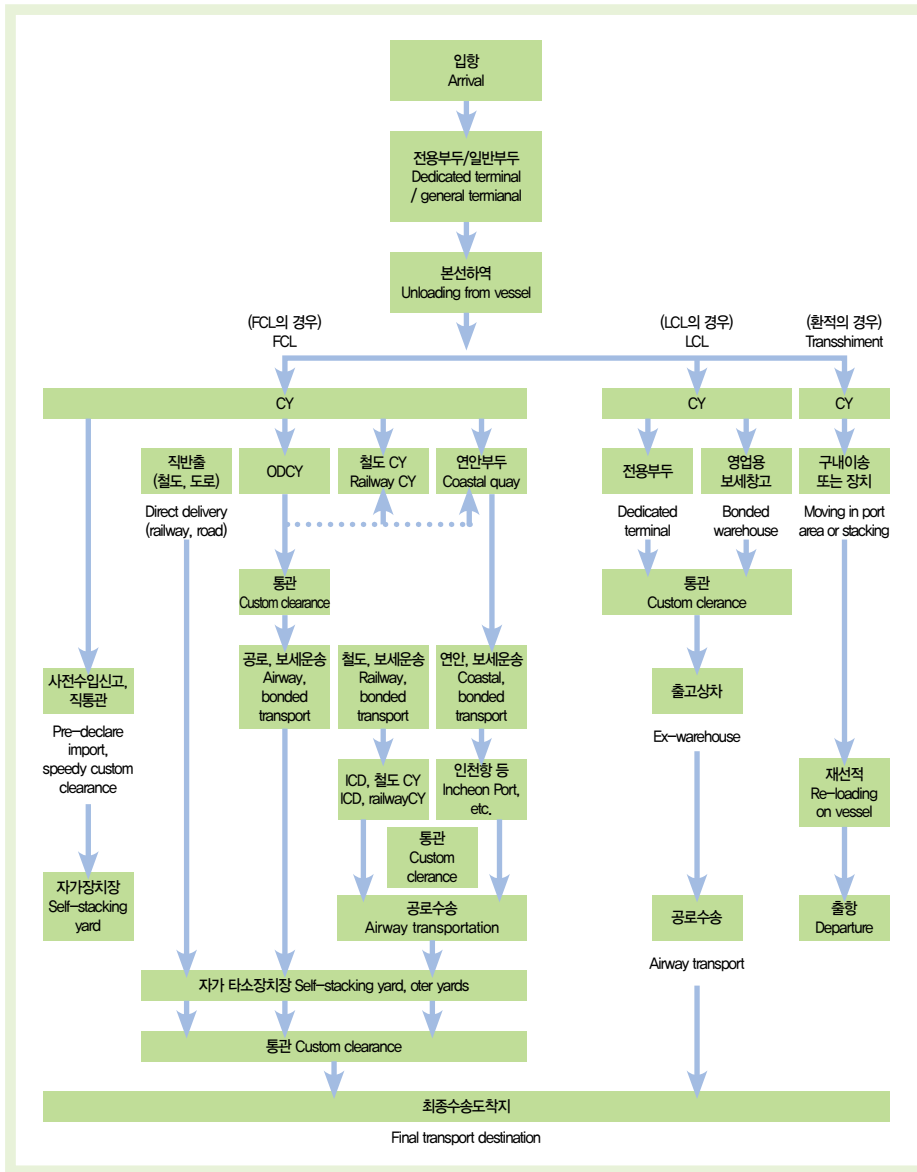 입항
Arrival
전용부두/일반부두
Dedicated terminal
/ general termianal
본선하역
Unloading from vessel
(FCL의 경우)
FCL
(LCL의 경우)
LCL
(환적의 경우)
Transshiment
CY
CY
CY
직반출
(철도, 도로)
Direct delivery
(railway, road)
ODCY
철도 CY
Railway CY
연안부두
Coastal quay
전용부두
Dedicated
terminal
영업용
보세창고
Bonded
warehouse
구내이송
또는 장치
Moving in port
area or stacking
통관
Custom clearance
통관
Custom clerance
사전수입신고,
직통관
Pre-declare
import,
speedy custom
clearance
공로, 보세운송
Airway,
bonded
transport
철도, 보세운송
Railway,
bonded
transport
연안, 보세운송
Coastal,
bonded
transport
출고상차
Ex-warehouse
ICD, 철도 CY
ICD, railwayCY
인천항 등
Incheon Port,
etc.
재선적
Re-loading
on vessel
통관
Custom
clerance
자가장치장
Self-stacking
yard
공로수송
Airway transportation
공로수송
Airway transport
출항
Departure
자가 타소장치장 Self-stacking yard, oter yards
통관 Custom clearance
최종수송도착지
Final transport destination